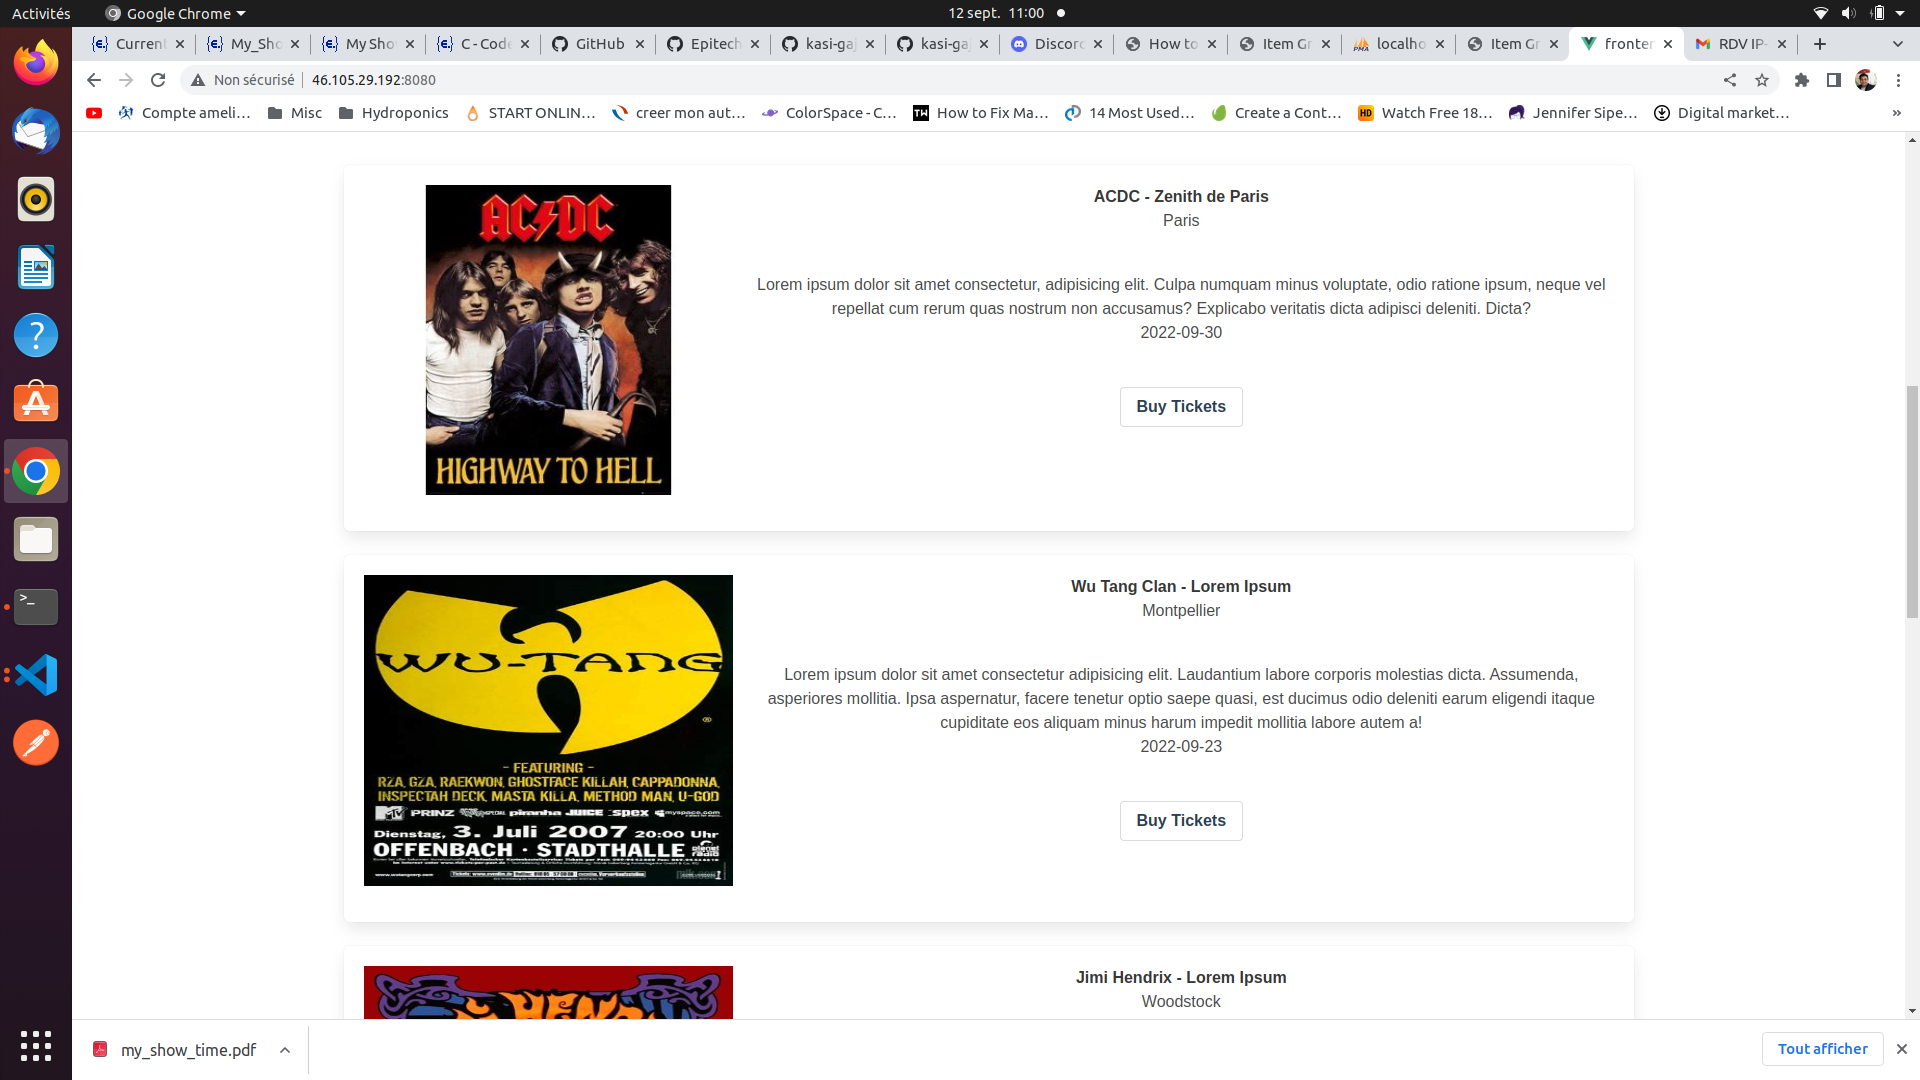 Activités
Google Chrome
12 sept. 11:00
Current
My_Sho
My Show
C - Code
GitHub
Epitech
kasi-gaj
kasi-gaj
Discord
How to
Item Gr
localho
Item Gr
fronten
RDV IP-
Non sécurisé
46.105.29.192:8080
Compte ameli...
Misc
Hydroponics
START ONLIN...
creer mon aut...
ColorSpace - C...
TW
How to Fix Ma...
14 Most Used...
Create a Cont...
HD
Watch Free 18...
Jennifer Sipe...
Digital market...
»
AC DC
HIGHWAY TO HELL
ACDC - Zenith de Paris
Paris
Lorem ipsum dolor sit amet consectetur, adipisicing elit. Culpa numquam minus voluptate, odio ratione ipsum, neque vel
repellat cum rerum quas nostrum non accusamus? Explicabo veritatis dicta adipisci deleniti. Dicta?
2022-09-30
Buy Tickets
WU-TANG
- FEATURING -
RZA, GZA, RAEKWON, GHOSTFACE KILLAH, CAPPADONNA,
INSPECTAH DECK, MASTA KILLA, METHOD MAN, U-GOD
MTV PRINZ piranha JUICE spex myspace.com
Dienstag, 3. Juli 2007 20:00 Uhr
OFFENBACH · STADTHALLE
Wu Tang Clan - Lorem Ipsum
Montpellier
Lorem ipsum dolor sit amet consectetur adipisicing elit. Laudantium labore corporis molestias dicta. Assumenda,
asperiores mollitia. Ipsa aspernatur, facere tenetur optio saepe quasi, est ducimus odio deleniti earum eligendi itaque
cupiditate eos aliquam minus harum impedit mollitia labore autem a!
2022-09-23
Buy Tickets
Jimi Hendrix - Lorem Ipsum
Woodstock
my_show_time.pdf
Tout afficher